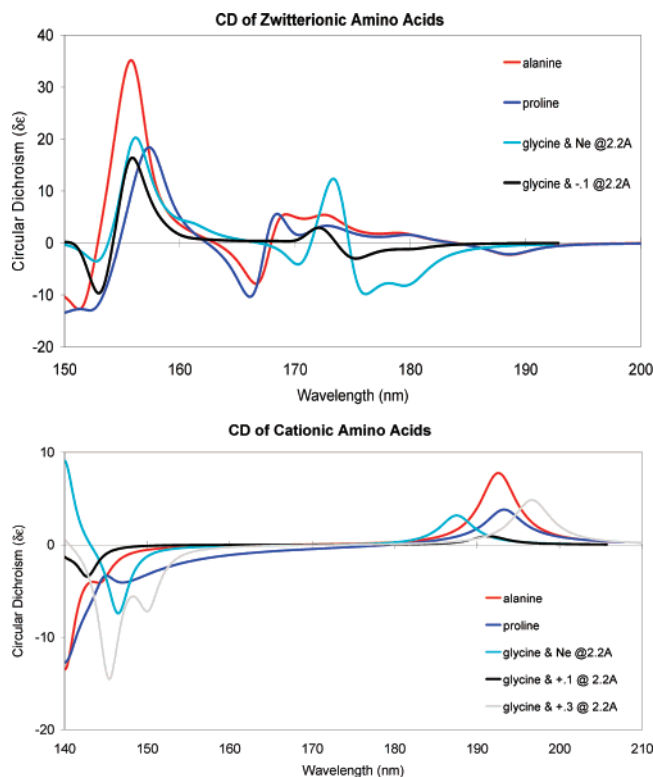 CD of Zwitterionic Amino Acids
40
30
20
10
0
-10
-20
Circular Dichroism (δε)
alanine
proline
glycine & Ne @2.2A
glycine & -.1 @2.2A
150 160 170 180 190 200
Wavelength (nm)
CD of Cationic Amino Acids
10
0
-10
-20
Circular Dichroism (δε)
alanine
proline
glycine & Ne @2.2A
glycine & +.1 @ 2.2A
glycine & +.3 @ 2.2A
140 150 160 170 180 190 200 210
Wavelength (nm)